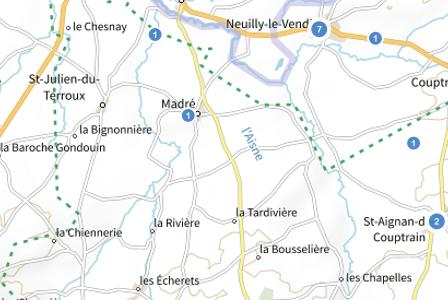 le Chesnay
1
Neuilly-le-Vend
7
1
St-Julien-du-
Terroux
Madré
1
Couptr
la Bignonnière
l'Aisne
1
la Baroche Gondouin
la Tardivière
la Rivière
St-Aignan-d
Couptrain
2
la Chiennerie
la Bousselière
les Écherets
les Chapelles